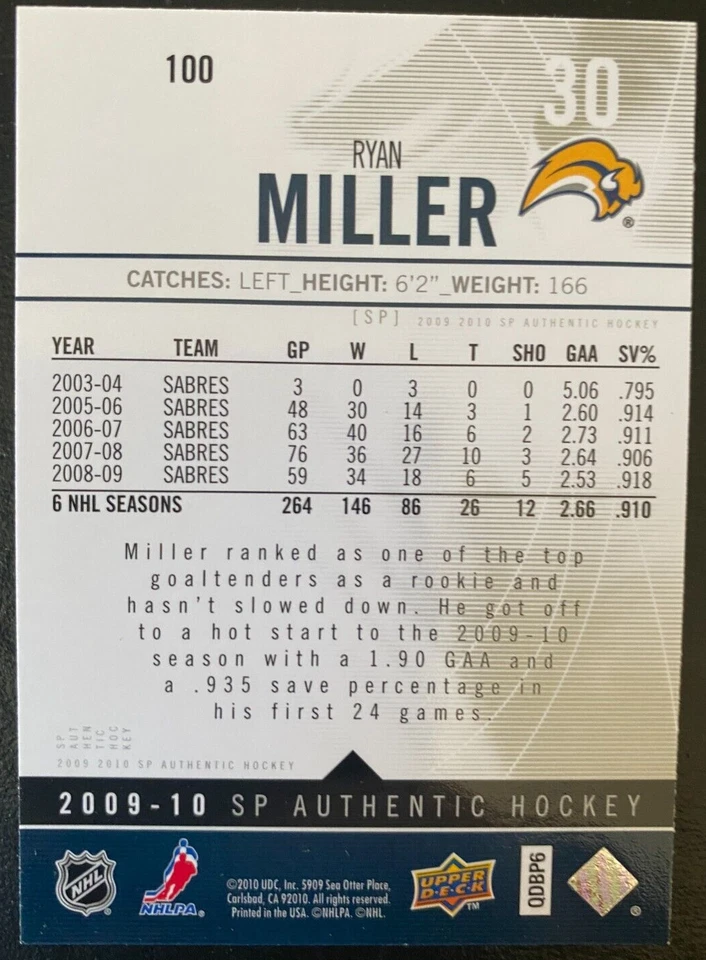 100
30
RYAN
MILLER
®
CATCHES: LEFT_HEIGHT: 6'2"_WEIGHT: 166
[SP] 2009 2010 SP AUTHENTIC HOCKEY
YEAR TEAM GP W L T SHO GAA SV%
2003-04 SABRES 3 0 3 0 0 5.06 .795
2005-06 SABRES 48 30 14 3 1 2.60 .914
2006-07 SABRES 63 40 16 6 2 2.73 .911
2007-08 SABRES 76 36 27 10 3 2.64 .906
2008-09 SABRES 59 34 18 6 5 2.53 .918
6 NHL SEASONS 264 146 86 26 12 2.66 .910
Miller ranked as one of the top
goaltenders as a rookie and
hasn't slowed down. He got off
to a hot start to the 2009-10
season with a 1.90 GAA and
a .935 save percentage in
his first 24 games.
SP
AUT
HEN
TIC
HOC
KEY
2009 2010 SP AUTHENTIC HOCKEY
2009-10 SP AUTHENTIC HOCKEY
NHL
NHLPA®
©2010 UDC, Inc. 5909 Sea Otter Place,
Carlsbad, CA 92010. All rights reserved.
Printed in the USA. ©NHLPA. ©NHL.
UPPER
DECK
TM
QDBP6
®